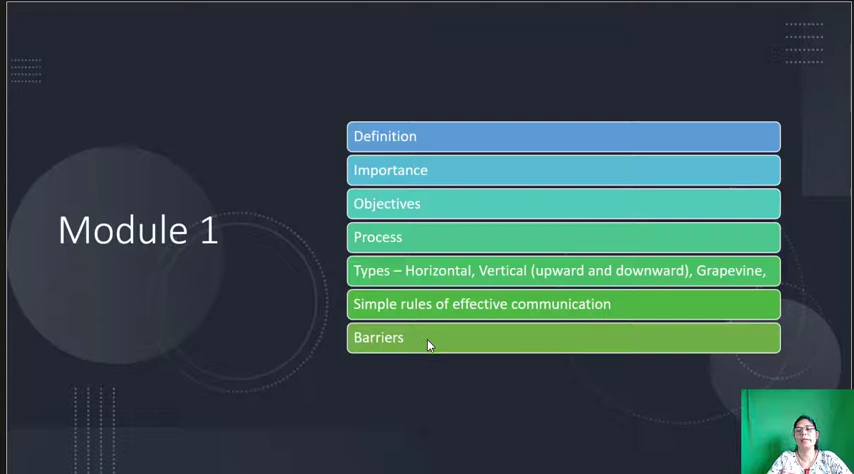 Module 1
Definition
Importance
Objectives
Process
Types – Horizontal, Vertical (upward and downward), Grapevine,
Simple rules of effective communication
Barriers